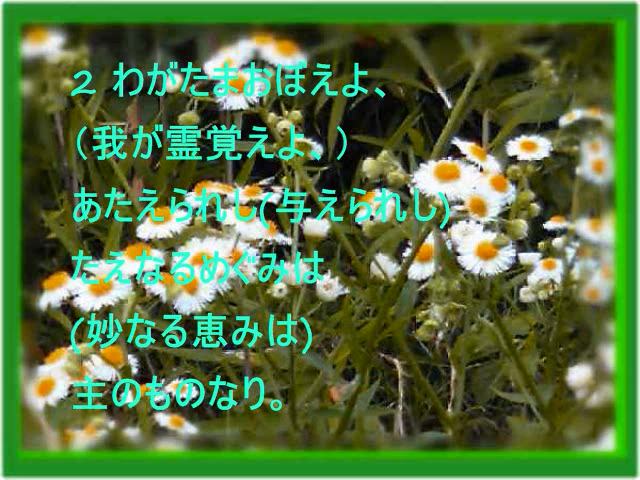 2 わがたまおぼえよ、
（我が霊覚えよ、）
あたえられし(与えられし)
たえなるめぐみは
(妙なる恵みは)
主のものなり。